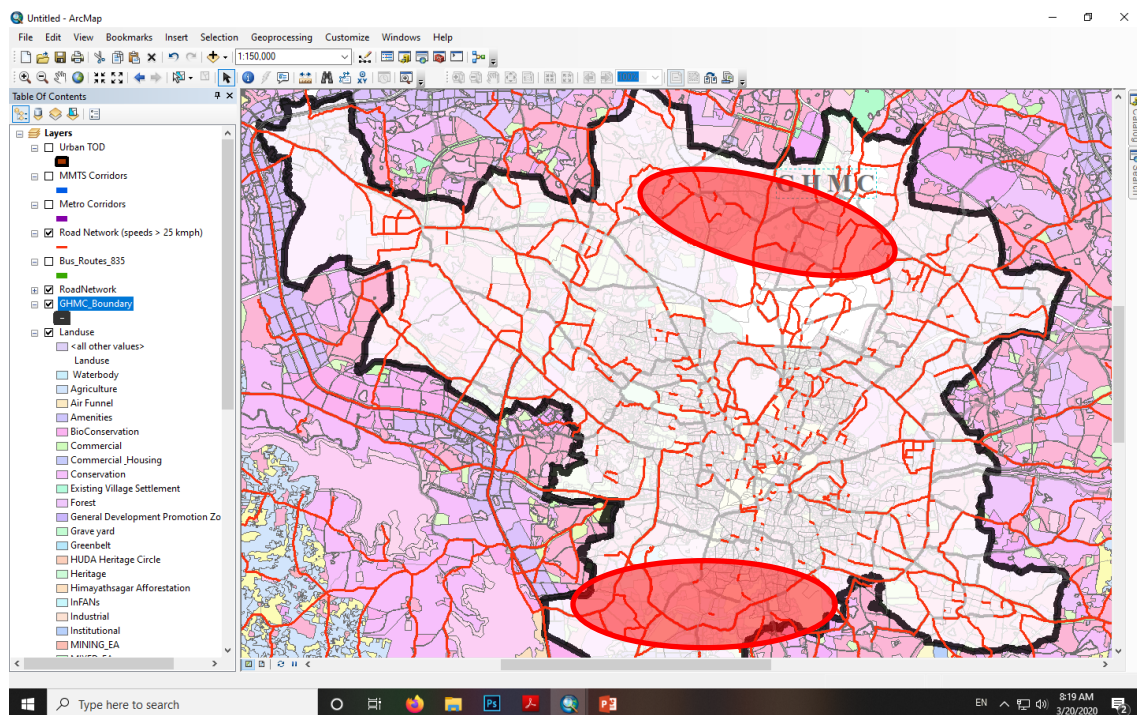 Untitled - ArcMap
File Edit View Bookmarks Insert Selection Geoprocessing Customize Windows Help
1:150,000
Table Of Contents
Layers
Urban TOD
MMTS Corridors
Metro Corridors
Road Network (speeds > 25 kmph)
Bus_Routes_835
RoadNetwork
GHMC_Boundary
Landuse
<all other values>
Landuse
Waterbody
Agriculture
Air Funnel
Amenities
BioConservation
Commercial
Commercial_Housing
Conservation
Existing Village Settlement
Forest
General Development Promotion Zo
Grave yard
Greenbelt
HUDA Heritage Circle
Heritage
Himayathsagar Afforestation
InFANs
Industrial
Institutional
MINING_EA
GHMC
Catalog
Type here to search
Ps
EN
8:19 AM
3/20/2020
2